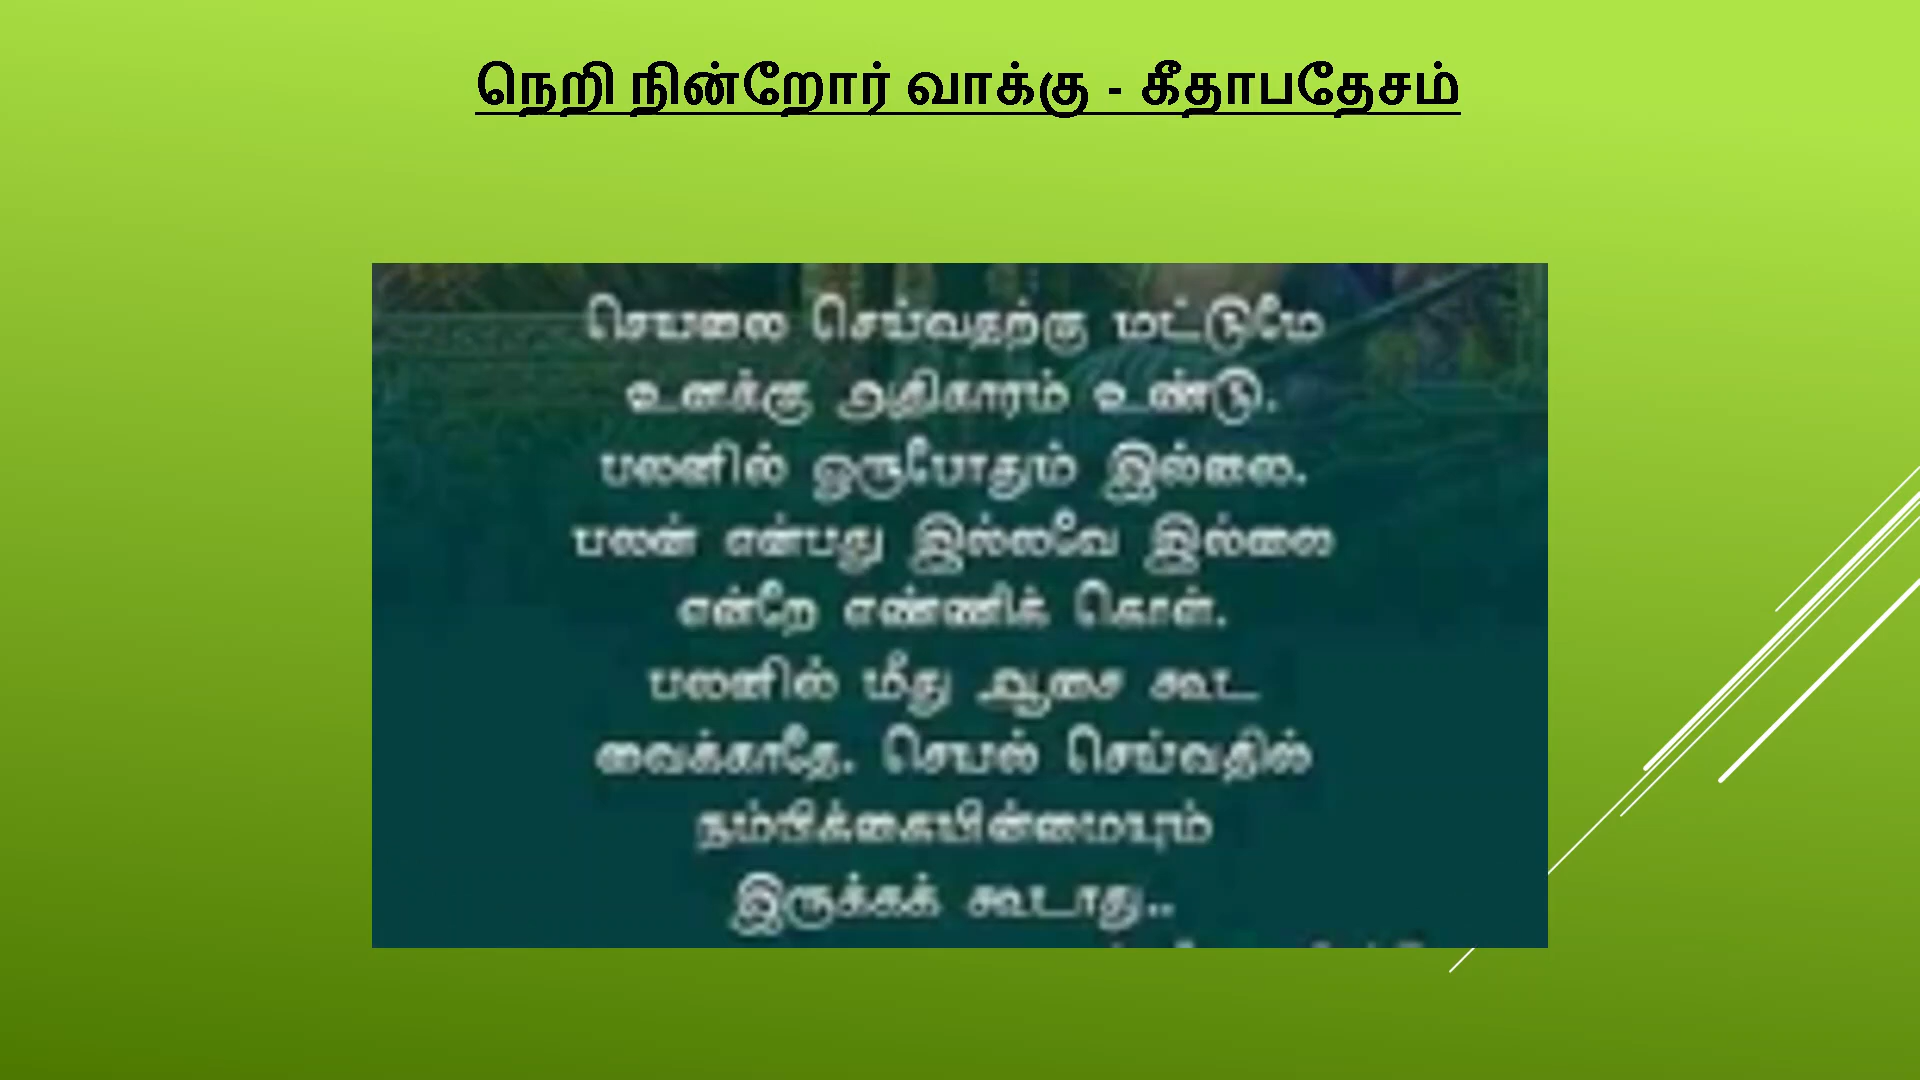 நெறி நின்றோர் வாக்கு - கீதாபதேசம்
செயலை செய்வதற்கு மட்டுமே
உனக்கு அதிகாரம் உண்டு.
பலனில் ஒருபோதும் இல்லை.
பலன் என்பது இல்லவே இல்லை
என்றே எண்ணிக் கொள்.
பலனில் மீது ஆசை கூட
வைக்காதே. செயல் செய்வதில்
நம்பிக்கையின்மையும்
இருக்கக் கூடாது..